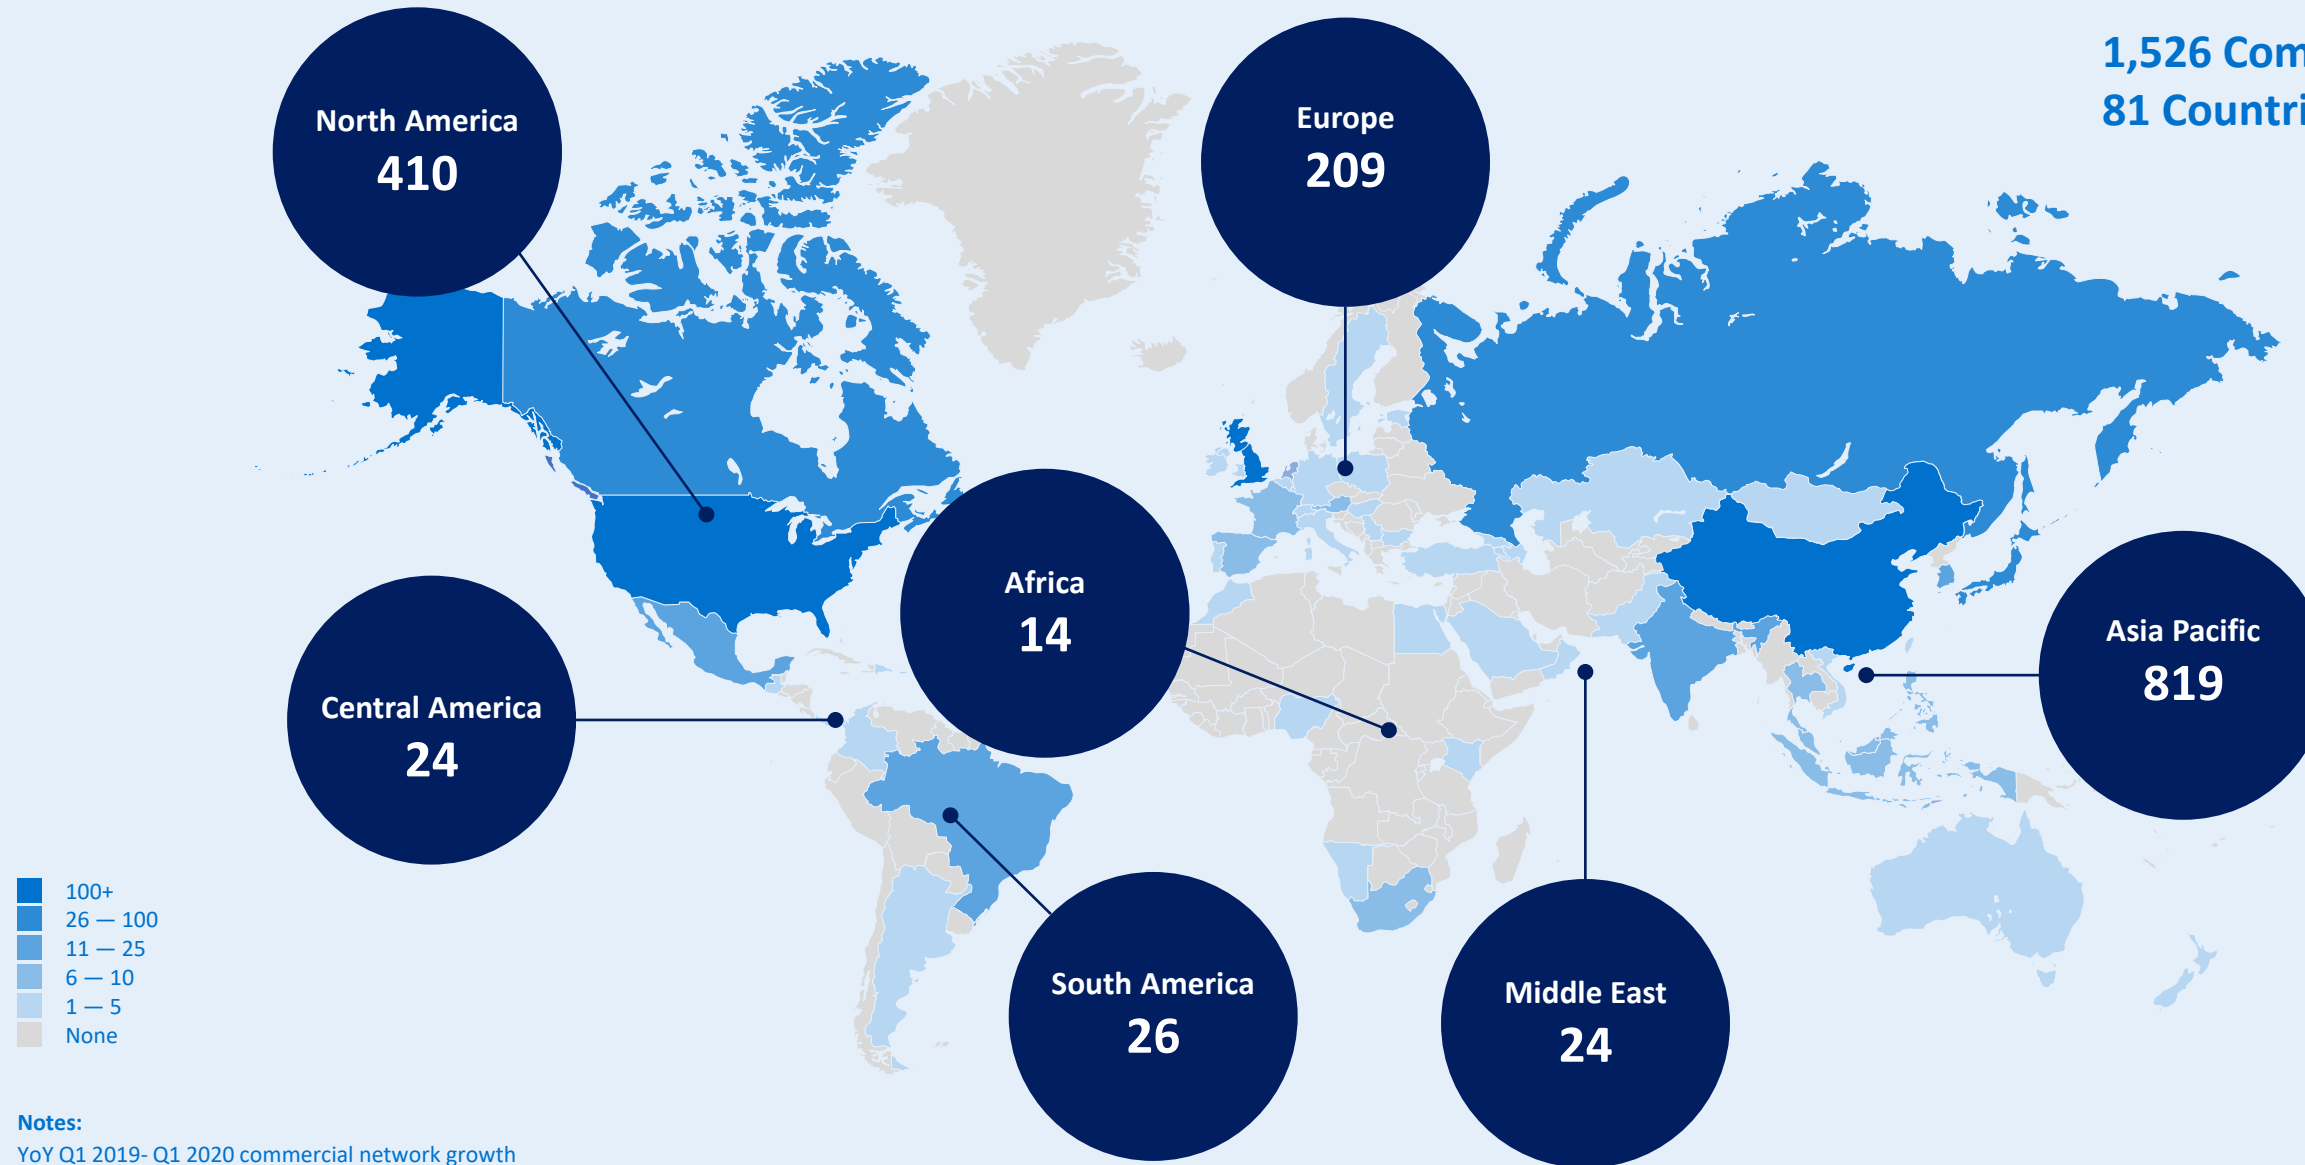 1,526 Com
81 Countri
North America
410
Europe
209
Africa
14
Asia Pacific
819
Central America
24
South America
26
Middle East
24
100+
26 — 100
11 — 25
6 — 10
1 — 5
None
Notes:
YoY Q1 2019- Q1 2020 commercial network growth